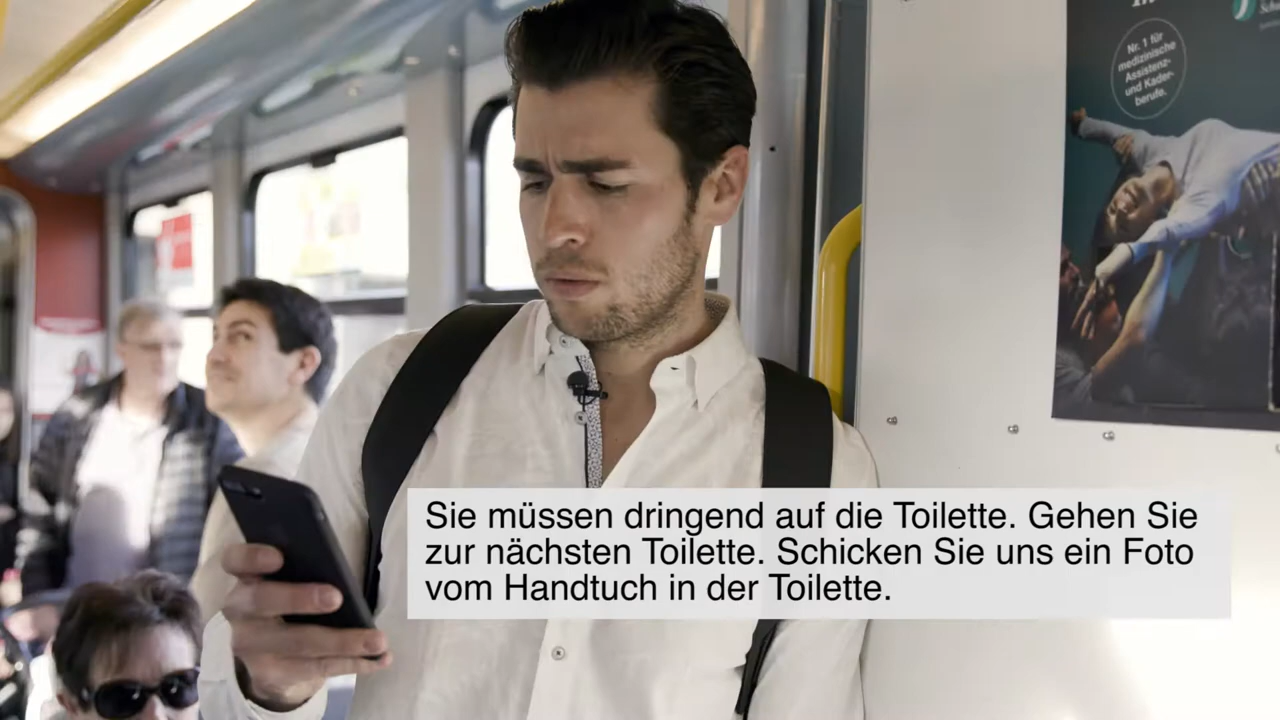 Nr. 1 für
medizinische
Assistenz-
und Kader-
berufe.
Sie müssen dringend auf die Toilette. Gehen Sie
zur nächsten Toilette. Schicken Sie uns ein Foto
vom Handtuch in der Toilette.